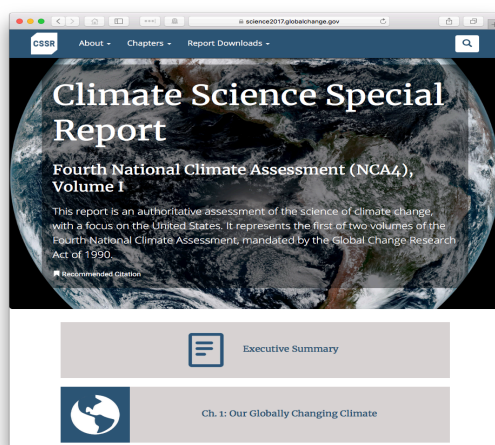 science2017.globalchange.gov
CSSR
About
Chapters
Report Downloads
Climate Science Special
Report
Fourth National Climate Assessment (NCA4),
Volume I
This report is an authoritative assessment of the science of climate change,
with a focus on the United States. It represents the first of two volumes of the
Fourth National Climate Assessment, mandated by the Global Change Research
Act of 1990.
Recommended Citation
Executive Summary
Ch. 1: Our Globally Changing Climate